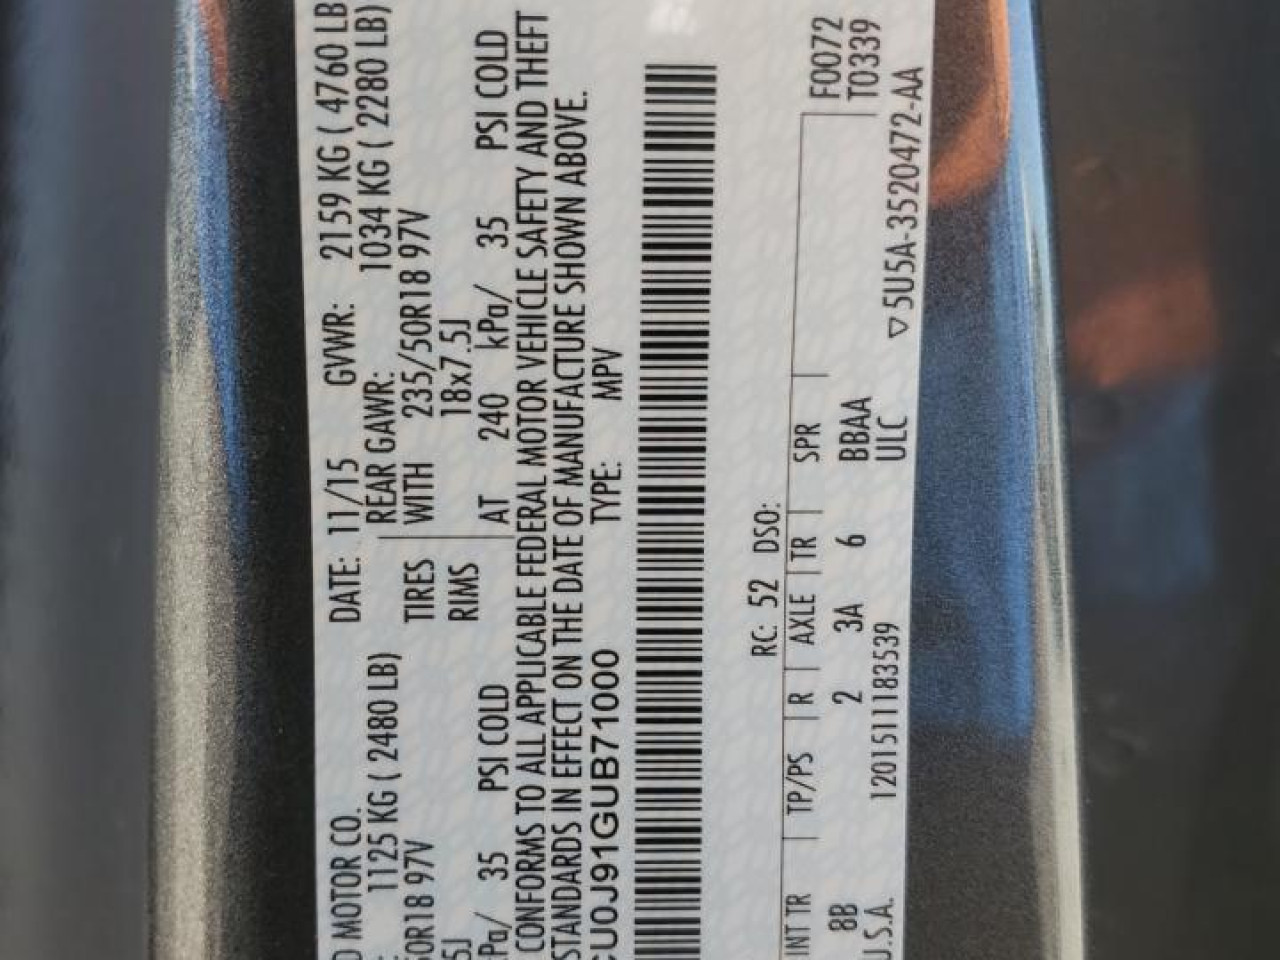 D MOTOR CO. DATE: 11/15 GVWR: 2159 KG ( 4760 LB
1125 KG ( 2480 LB) REAR GAWR: 1034 KG ( 2280 LB)
50R18 97V TIRES WITH 235/50R18 97V
5J RIMS 18x7.5J
kPa/ 35 PSI COLD AT 240 kPa/ 35 PSI COLD
CONFORMS TO ALL APPLICABLE FEDERAL MOTOR VEHICLE SAFETY AND THEFT
STANDARDS IN EFFECT ON THE DATE OF MANUFACTURE SHOWN ABOVE.
CU0J91GUB71000 TYPE: MPV
RC: 52 DSO:
INT TR TP/PS R AXLE TR SPR F0072
8B 2 3A 6 BBAA T0339
U.S.A. 1201511183539 ULC ▽5U5A-3520472-AA